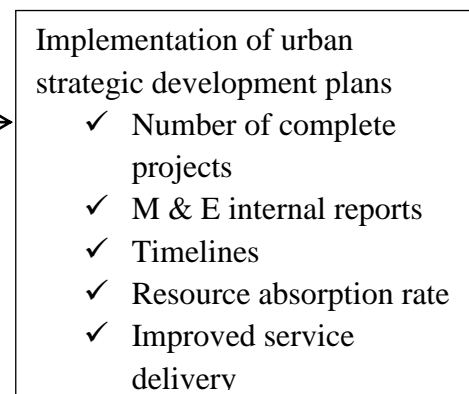 Implementation of urban
strategic development plans
✓ Number of complete
projects
✓ M & E internal reports
✓ Timelines
✓ Resource absorption rate
✓ Improved service
delivery